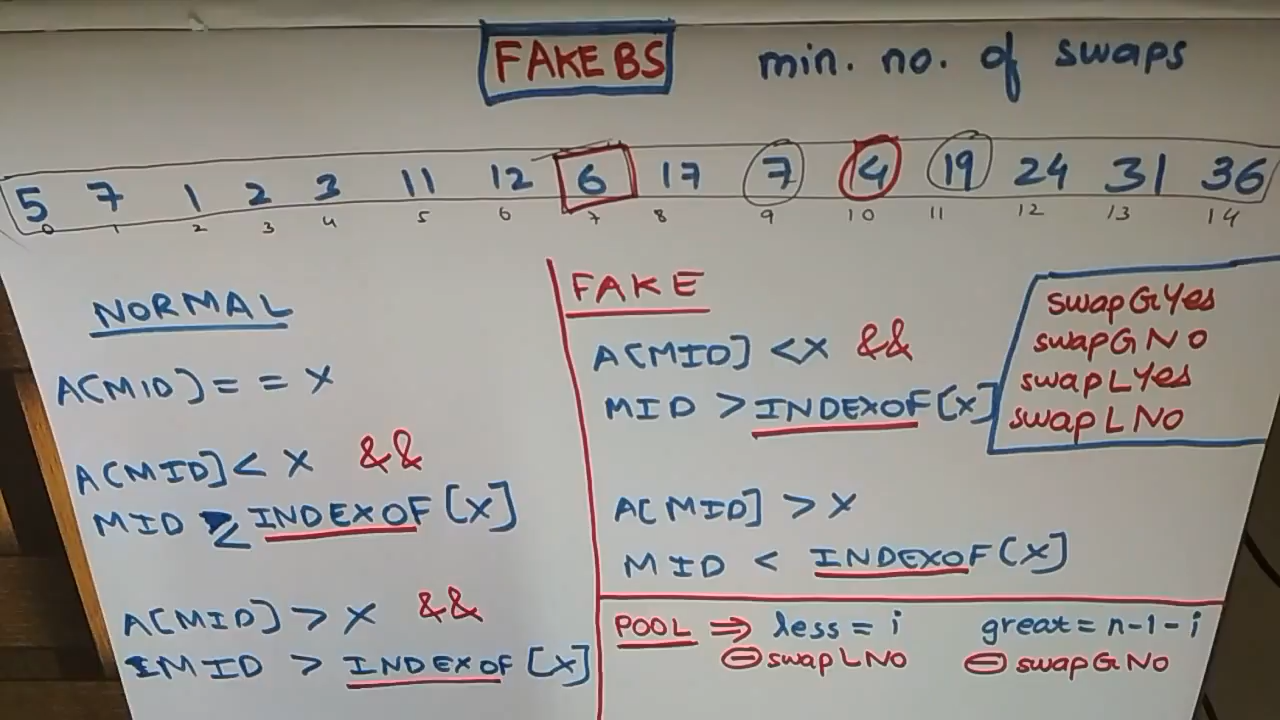 FAKE BS min. no. of swaps
5 7 1 2 3 11 12 6 17 7 4 19 24 31 36
0 1 2 3 4 5 6 7 8 9 10 11 12 13 14
NORMAL
A[MID] == X
A[MID] < X &&
MID < INDEXOF[X]
A[MID] > X &&
MID > INDEXOF[X]
FAKE
A[MID] < X &&
MID > INDEXOF[X]
A[MID] > X
MID < INDEXOF[X]
swapGYes
swapGNo
swapLYes
swapLNo
POOL ⇒ less = i great = n-1-i
- swapLNo - swapGNo